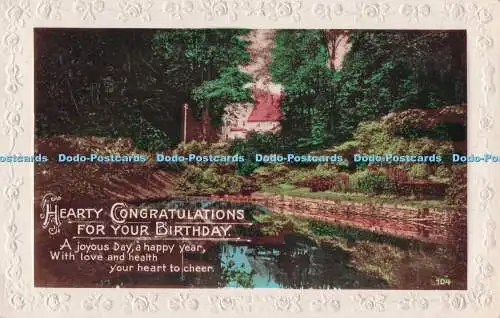 Dodo-Postcards Dodo-Postcards Dodo-Postcards Dodo-Postcards Dodo-Postcards Dodo-Postcards
HEARTY CONGRATULATIONS
FOR YOUR BIRTHDAY.
A joyous Day, a happy year,
With love and health
your heart to cheer.
104